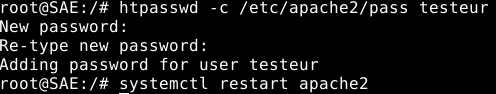 root@SAE:/# htpasswd -c /etc/apache2/pass testeur
New password:
Re-type new password:
Adding password for user testeur
root@SAE:/# systemctl restart apache2